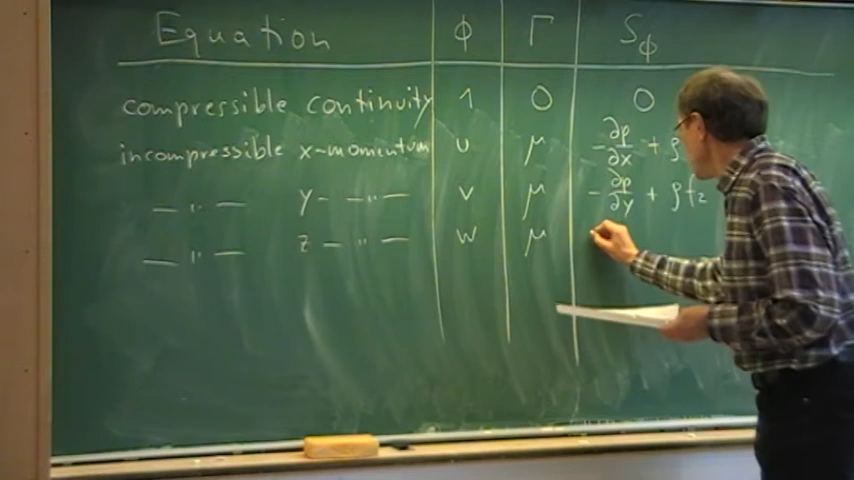 Equation ϕ Γ S_ϕ
compressible continuity 1 0 0
incompressible x-momentum u μ -∂p/∂x + ρ
— " — y- — " — v μ -∂p/∂y + ρf₂
— " — z — " — w μ